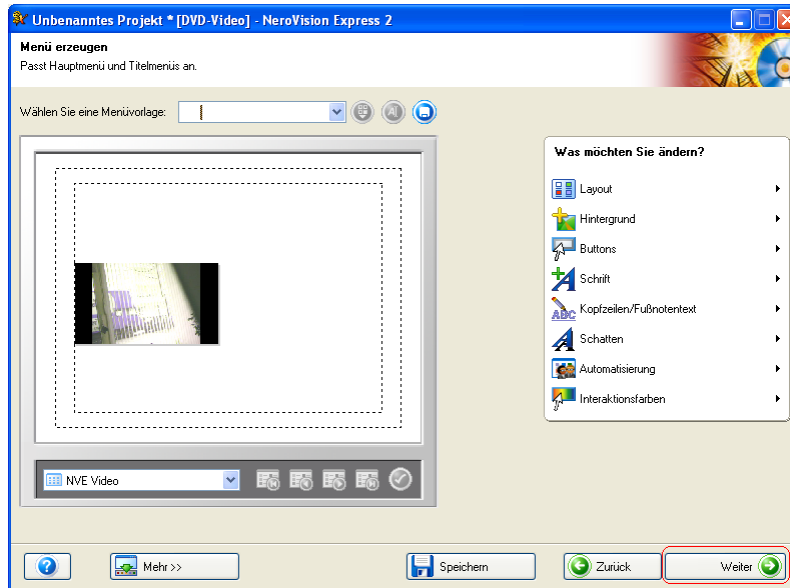 Unbenanntes Projekt * [DVD-Video] - NeroVision Express 2
Menü erzeugen
Passt Hauptmenü und Titelmenüs an.
Wählen Sie eine Menüvorlage:
Was möchten Sie ändern?
Layout
Hintergrund
Buttons
Schrift
ABC Kopfzeilen/Fußnotentext
Schatten
Automatisierung
Interaktionsfarben
NVE Video
Mehr >>
Speichern
Zurück
Weiter